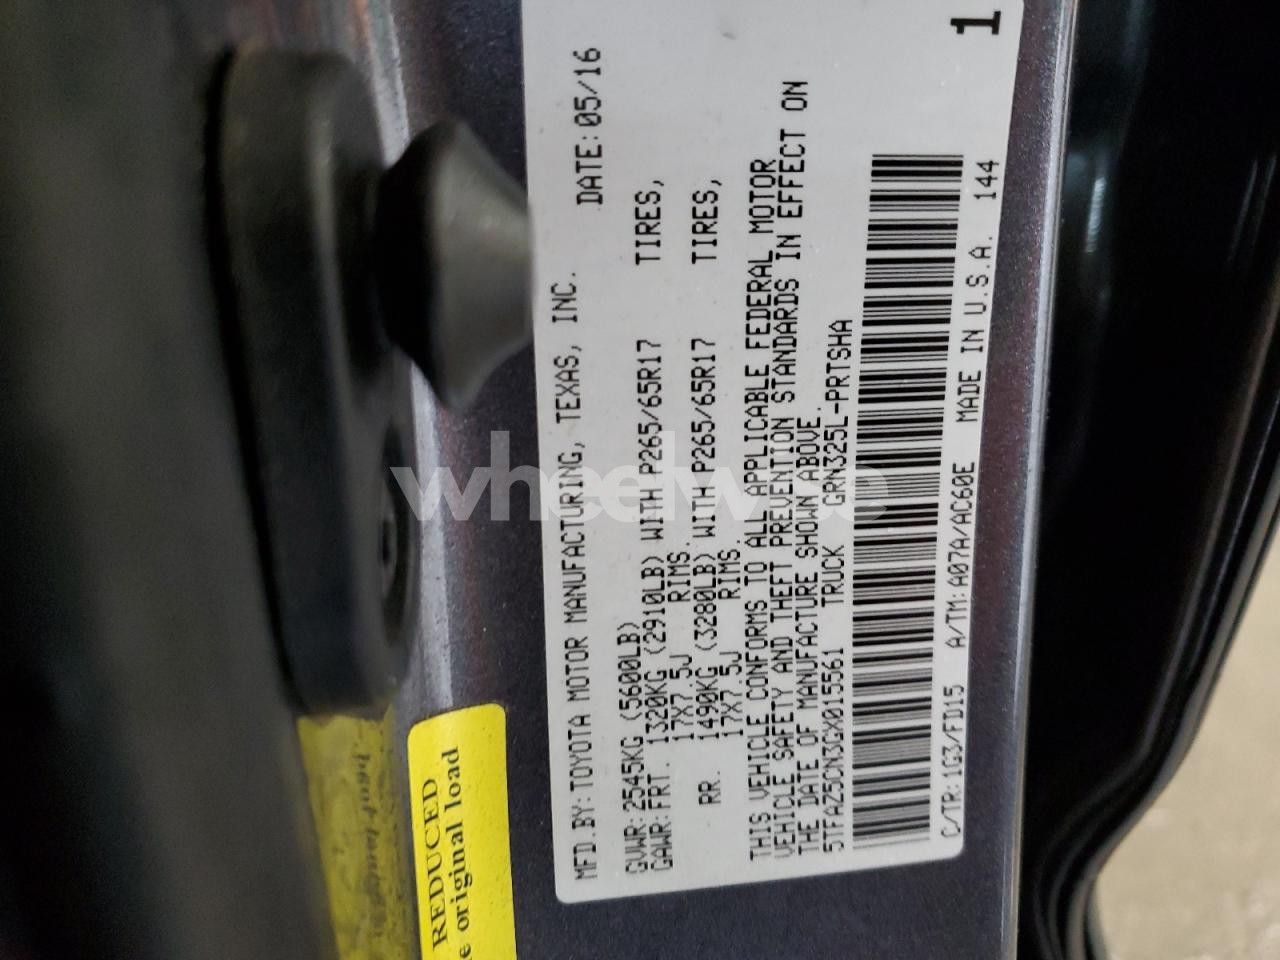 MFD.BY:TOYOTA MOTOR MANUFACTURING, TEXAS, INC. DATE:05/16
GVWR:2545KG (5600LB)
GAWR:FRT. 1320KG (2910LB) WITH P265/65R17 TIRES,
17X7.5J RIMS.
RR. 1490KG (3280LB) WITH P265/65R17 TIRES,
17X7.5J RIMS.
THIS VEHICLE CONFORMS TO ALL APPLICABLE FEDERAL MOTOR
VEHICLE SAFETY AND THEFT PREVENTION STANDARDS IN EFFECT ON
THE DATE OF MANUFACTURE SHOWN ABOVE.
5TFAZ5CN3GX015561 TRUCK GRN325L-PRTSHA
C/TR:1G3/FD15 A/TM:A07A/AC60E MADE IN U.S.A. 144
1
REDUCED
original load
wheelwise